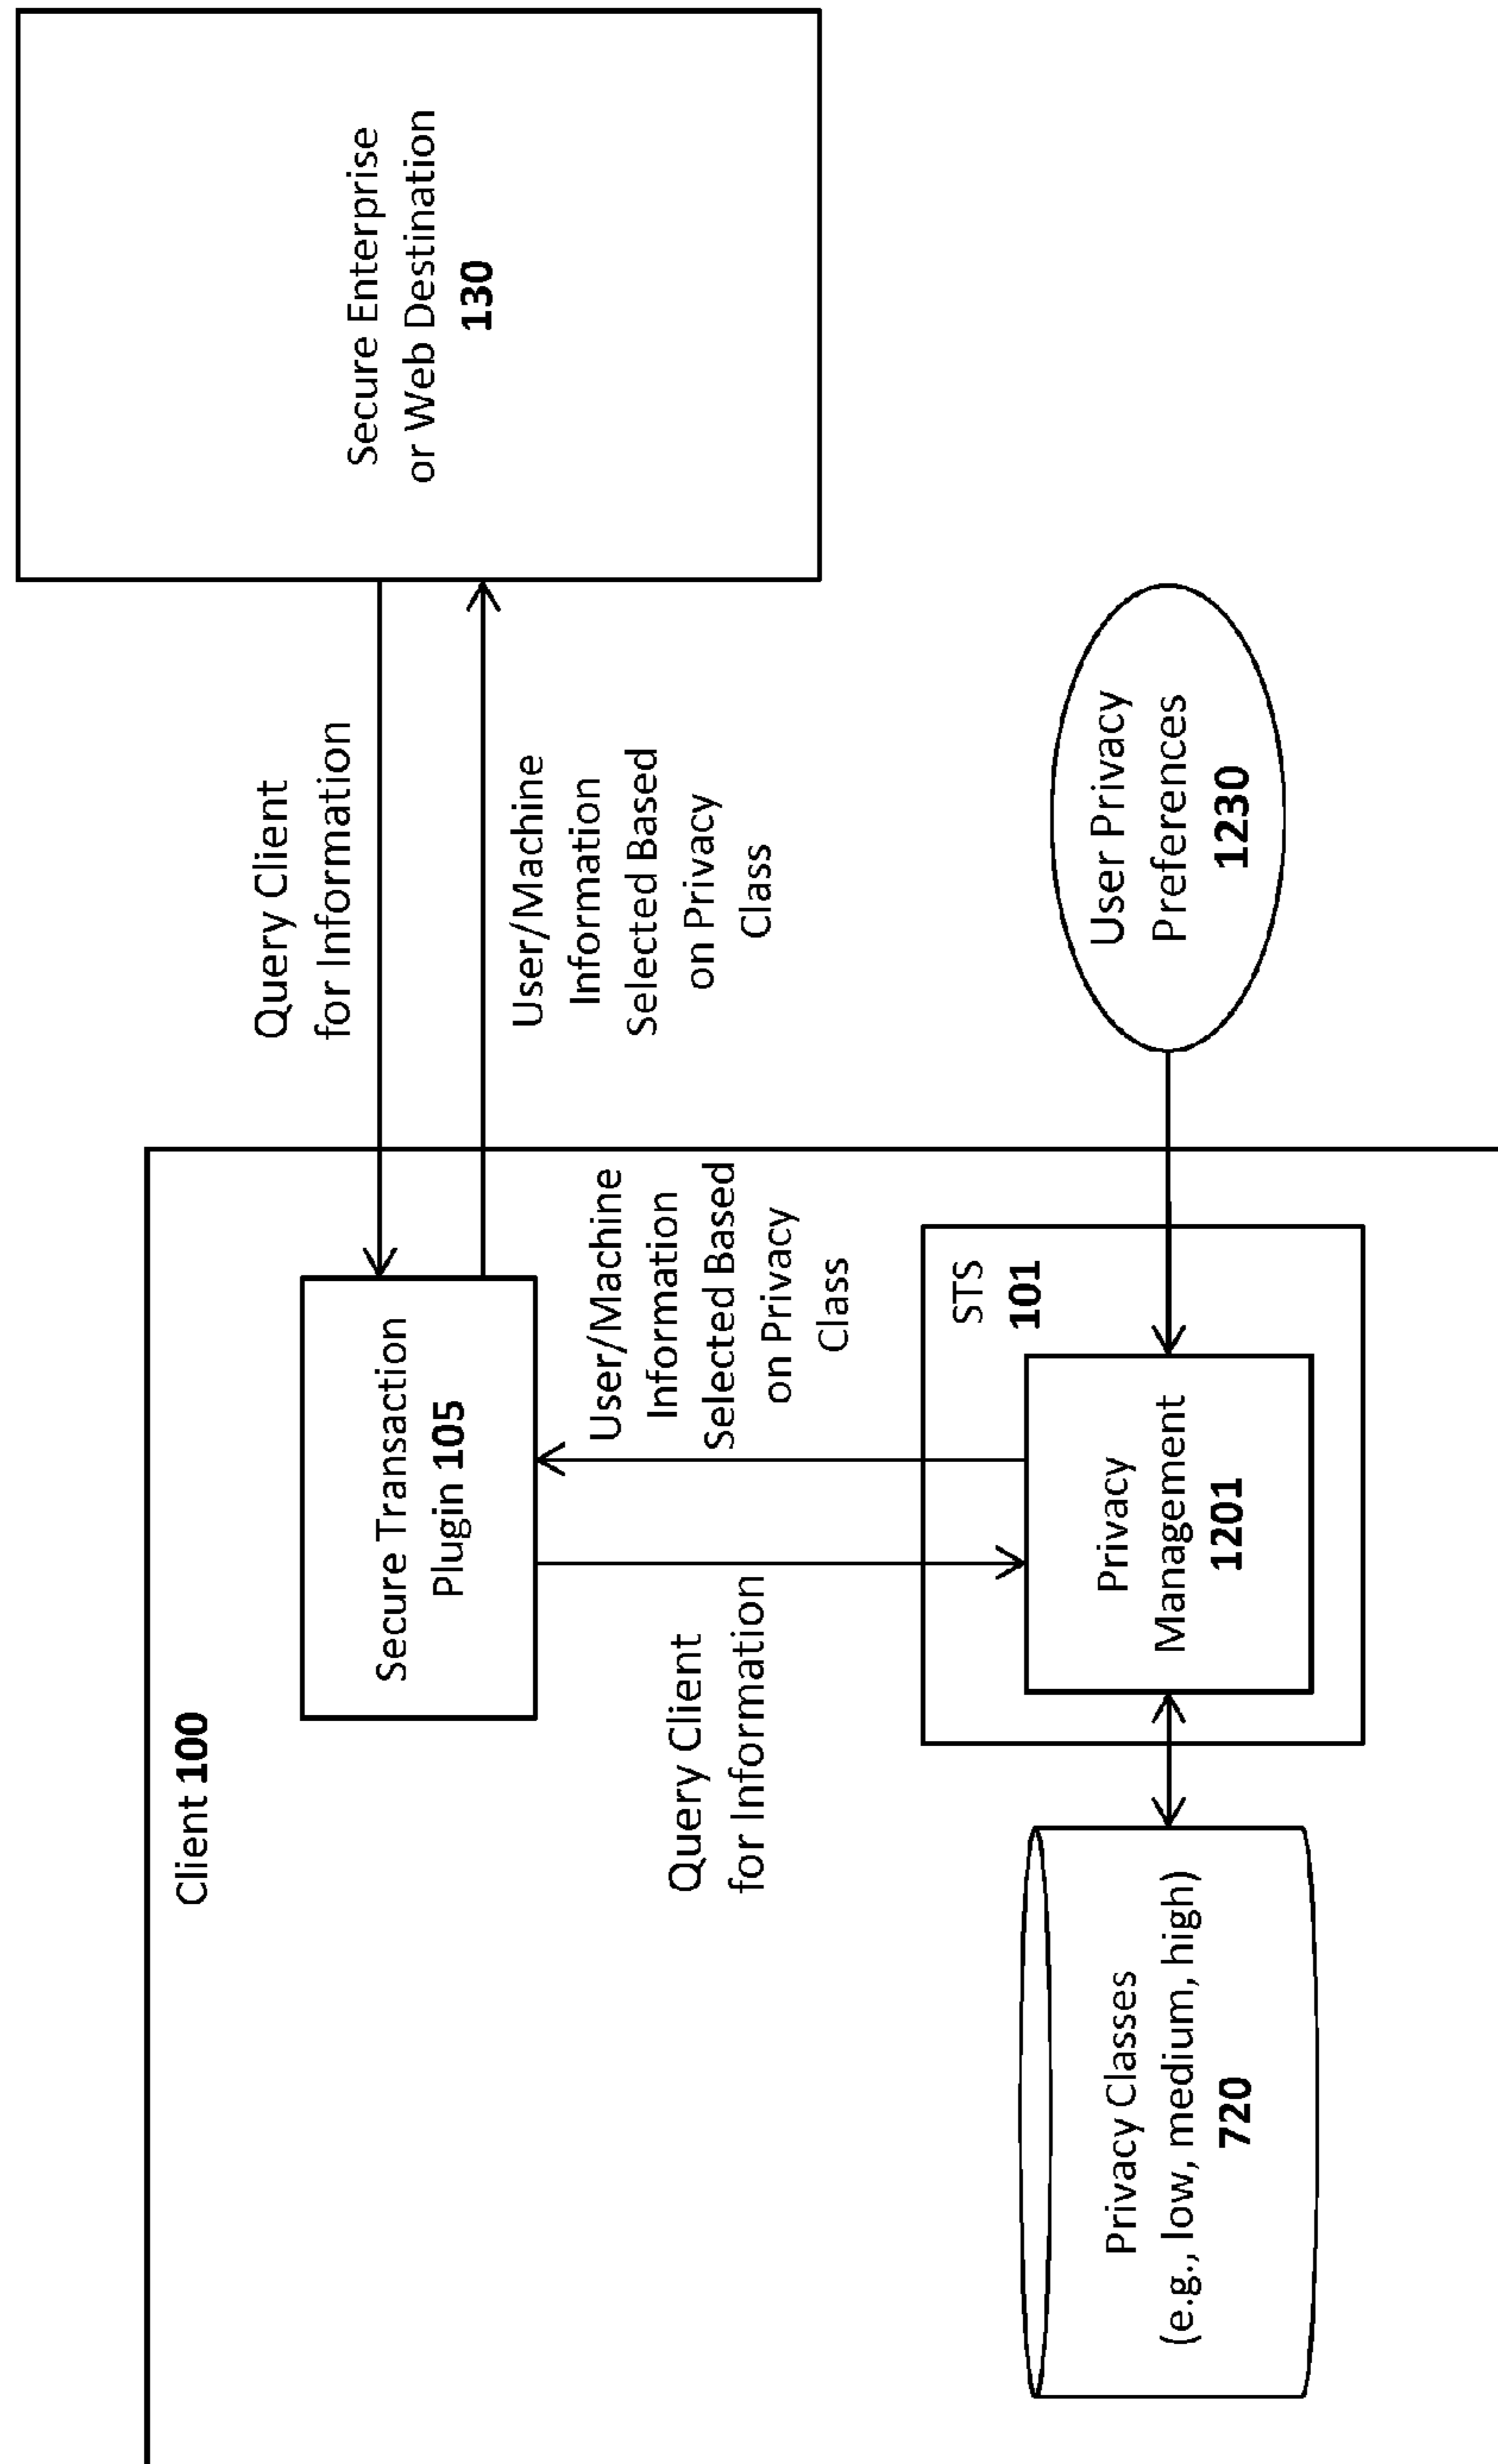 Client 100
Secure Transaction
Plugin 105
Query Client
for Information
User/Machine
Information
Selected Based
on Privacy
Class
Secure Enterprise
or Web Destination
130
Query Client
for Information
User/Machine
Information
Selected Based
on Privacy
Class
STS
101
Privacy Classes
(e.g., low, medium, high)
720
Privacy
Management
1201
User Privacy
Preferences
1230